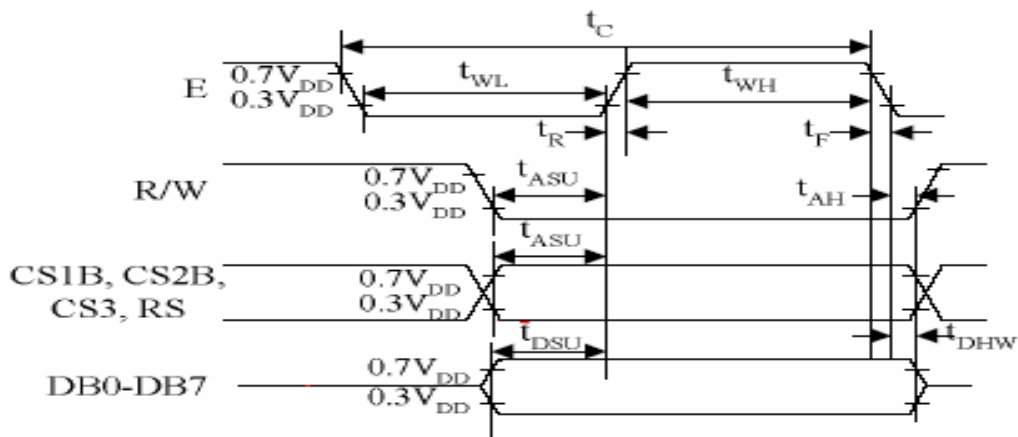 t_C
E
0.7V_DD
0.3V_DD
t_WL
t_WH
t_R
t_F
R/W
0.7V_DD
0.3V_DD
t_ASU
t_AH
t_ASU
CS1B, CS2B,
CS3, RS
0.7V_DD
0.3V_DD
t_DSU
t_DHW
DB0-DB7
0.7V_DD
0.3V_DD